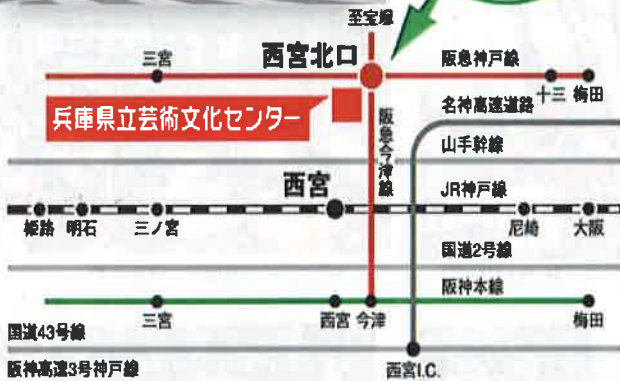 至宝塚
三宮
西宮北口
阪急神戸線
十三
梅田
兵庫県立芸術文化センター
阪急今津線
名神高速道路
山手幹線
西宮
JR神戸線
姫路
明石
三ノ宮
尼崎
大阪
国道2号線
阪神本線
三宮
西宮
今津
梅田
国道43号線
阪神高速3号神戸線
西宮I.C.